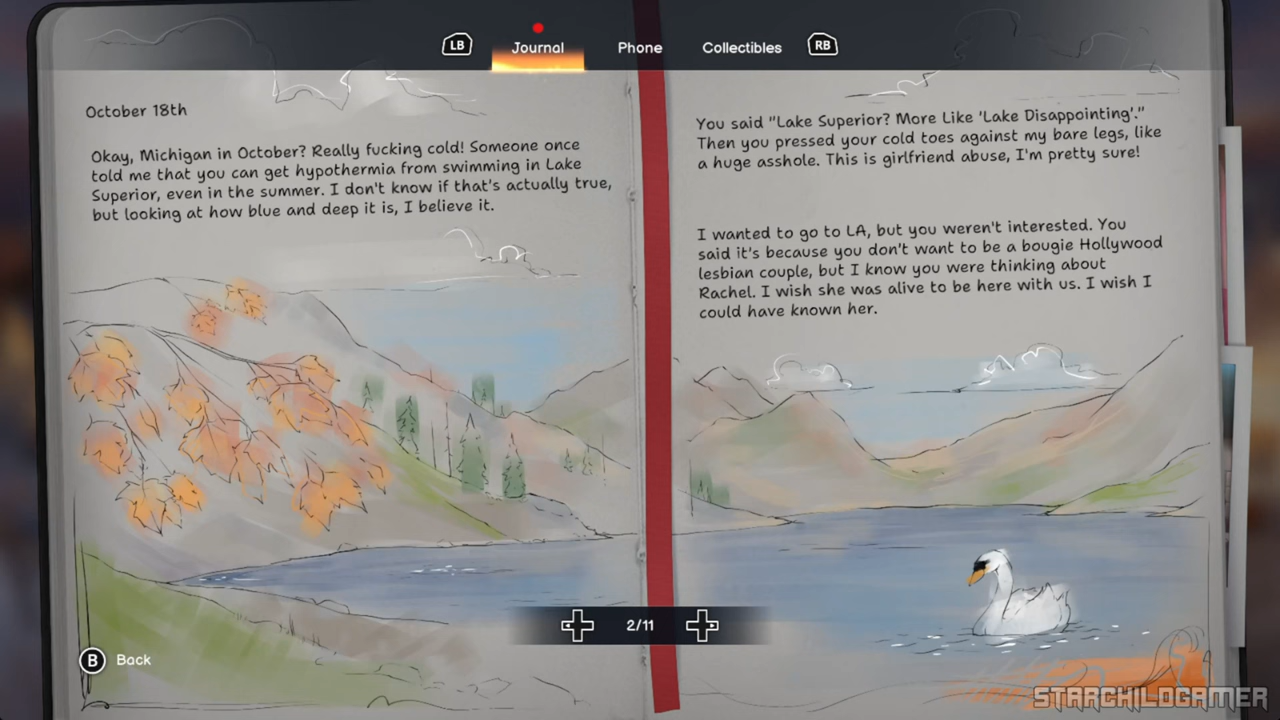 LB
Journal
Phone
Collectibles
RB
October 18th
Okay, Michigan in October? Really fucking cold! Someone once
told me that you can get hypothermia from swimming in Lake
Superior, even in the summer. I don't know if that's actually true,
but looking at how blue and deep it is, I believe it.
You said "Lake Superior? More Like 'Lake Disappointing'."
Then you pressed your cold toes against my bare legs, like
a huge asshole. This is girlfriend abuse, I'm pretty sure!
I wanted to go to LA, but you weren't interested. You
said it's because you don't want to be a bougie Hollywood
lesbian couple, but I know you were thinking about
Rachel. I wish she was alive to be here with us. I wish I
could have known her.
2/11
B Back
STARCHILDGAMER